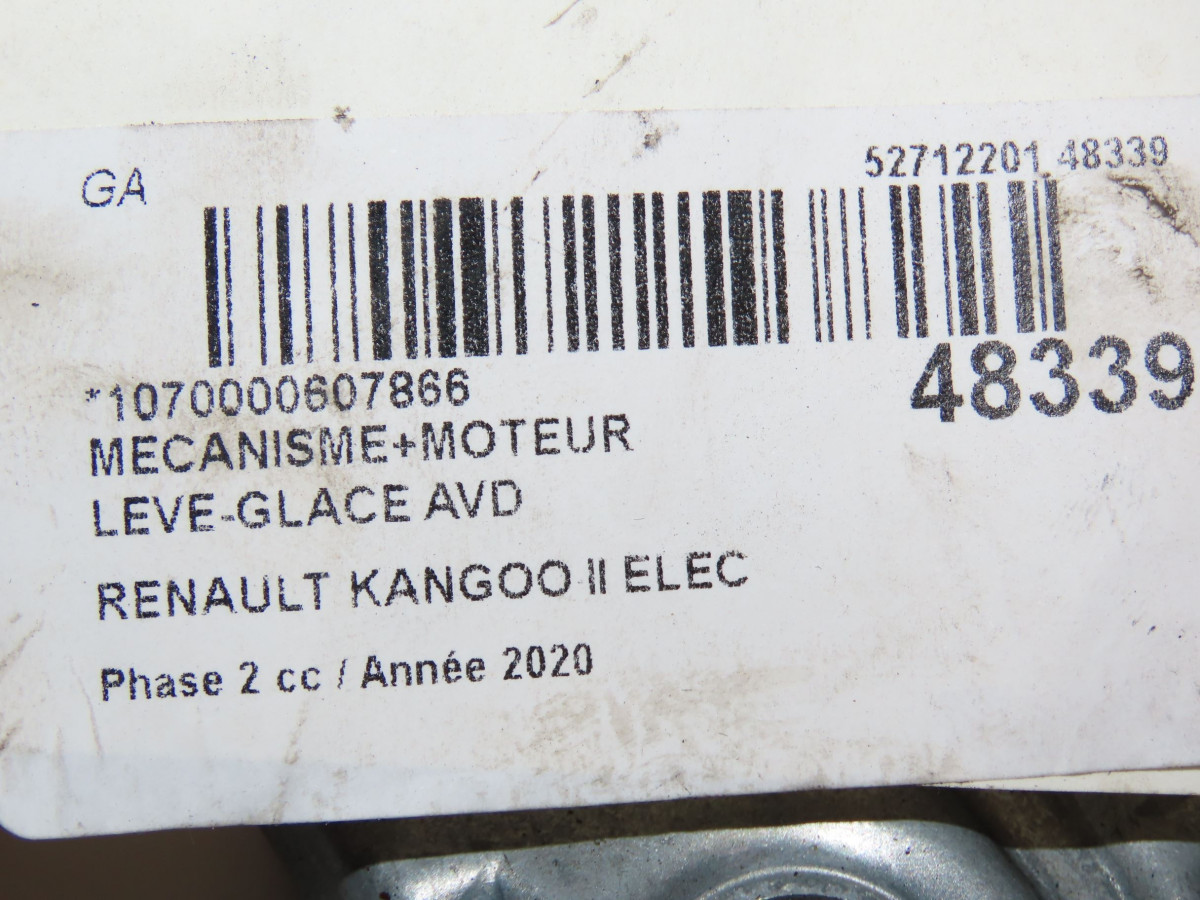 GA
52712201_48339
48339
*1070000607866
MECANISME+MOTEUR
LEVE-GLACE AVD
RENAULT KANGOO II ELEC
Phase 2 cc / Année 2020